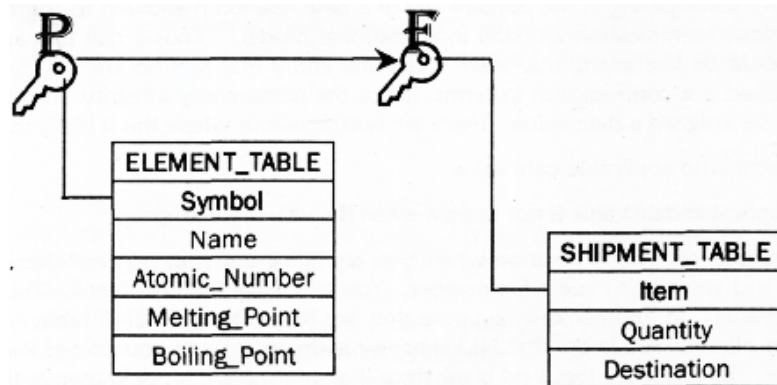 P
F
ELEMENT_TABLE
Symbol
Name
Atomic_Number
Melting_Point
Boiling_Point
SHIPMENT_TABLE
Item
Quantity
Destination